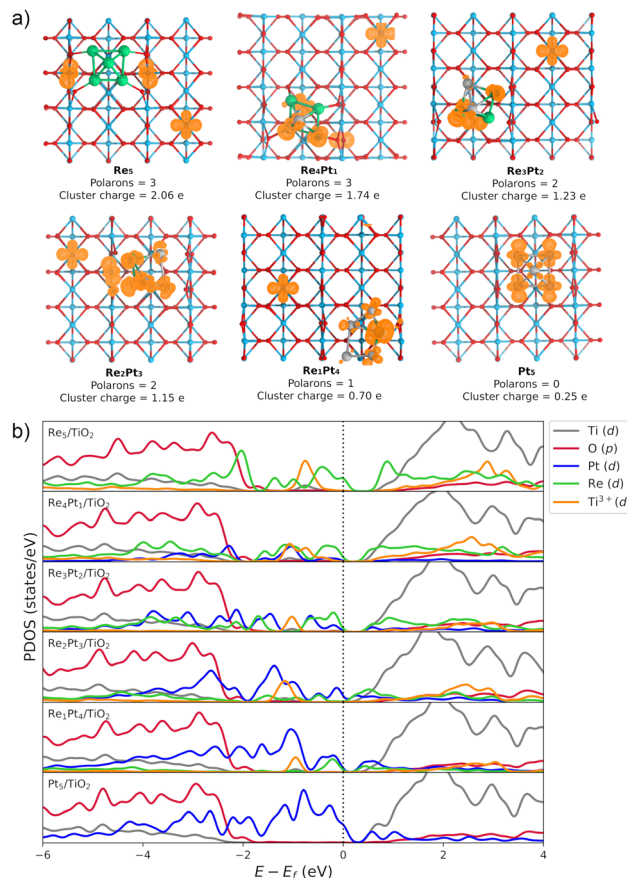 a)
Re₅
Polarons = 3
Cluster charge = 2.06 e
Re₄Pt₁
Polarons = 3
Cluster charge = 1.74 e
Re₃Pt₂
Polarons = 2
Cluster charge = 1.23 e
Re₂Pt₃
Polarons = 2
Cluster charge = 1.15 e
Re₁Pt₄
Polarons = 1
Cluster charge = 0.70 e
Pt₅
Polarons = 0
Cluster charge = 0.25 e
b)
Re₅/TiO₂
Re₄Pt₁/TiO₂
Re₃Pt₂/TiO₂
Re₂Pt₃/TiO₂
Re₁Pt₄/TiO₂
Pt₅/TiO₂
Ti (d)
O (p)
Pt (d)
Re (d)
Ti³⁺(d
PDOS (states/eV)
−6 −4 −2 0 2 4
E − E_f (eV)